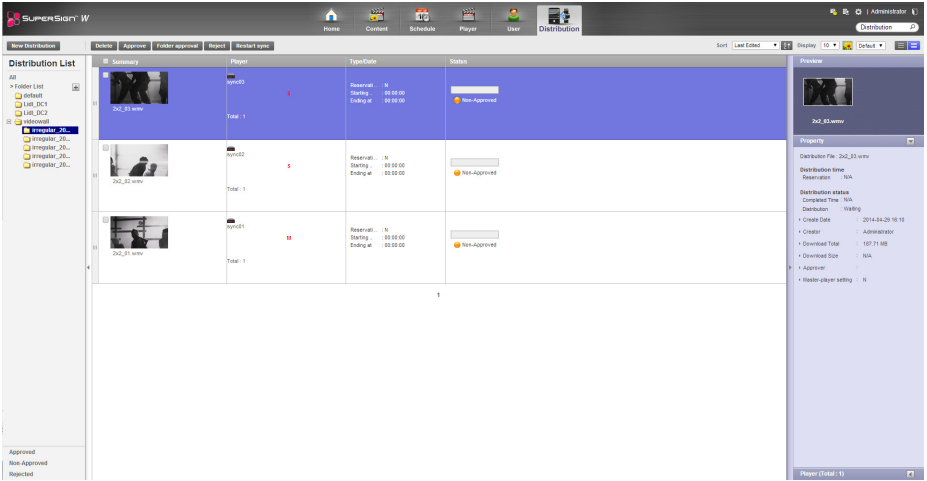 SUPERSIGN™ W
Home
Content
Schedule
Player
User
Distribution
Administrator
Distribution
New Distribution
Delete
Approve
Folder approval
Reject
Restart sync
Sort Last Edited
Display 10
Default
Distribution List
All
» Folder List
default
Lidl_DC1
Lidl_DC2
videowall
irregular_20...
irregular_20...
irregular_20...
irregular_20...
irregular_20...
Approved
Non-Approved
Rejected
Summary Player Type/Date Status
2x2_03.wmv
sync03
Total : 1
Reservati... : N
Starting... : 00:00:00
Ending at : 00:00:00
Non-Approved
2x2_02.wmv
sync02
5
Total : 1
Reservati... : N
Starting... : 00:00:00
Ending at : 00:00:00
Non-Approved
2x2_01.wmv
sync01
Total : 1
Reservati... : N
Starting... : 00:00:00
Ending at : 00:00:00
Non-Approved
1
Preview
2x2_03.wmv
Property
Distribution File : 2x2_03.wmv
Distribution time
Reservation : N/A
Distribution status
Completed Time : N/A
Distribution : Waiting
Create Date : 2014-04-29 16:10
Creator : Administrator
Download Total : 187.71 MB
Download Size : N/A
Approver :
Master-player setting : N
Player (Total : 1)